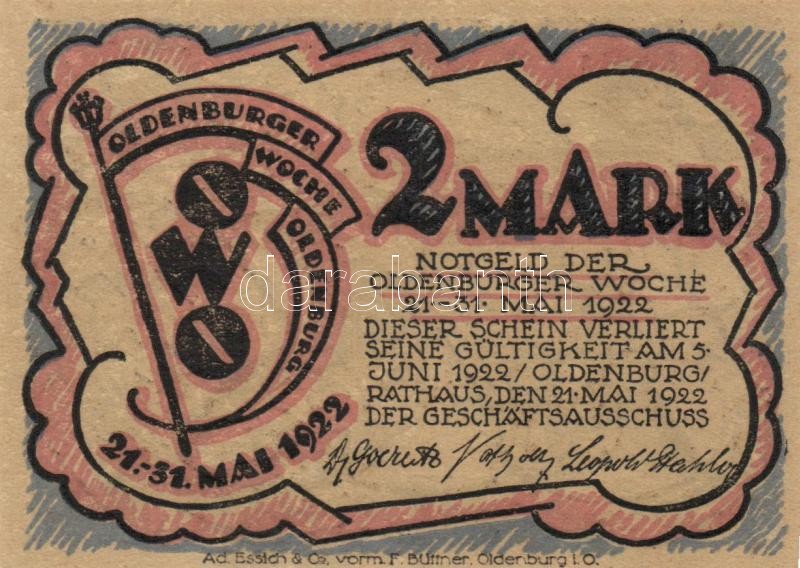 OLDENBURGER
WOCHE
OLDENBURG
O
W
O
21.-31. MAI 1922
2 MARK
NOTGELD DER
OLDENBURGER WOCHE
21-31. MAI 1922
DIESER SCHEIN VERLIERT
SEINE GÜLTIGKEIT AM 5.
JUNI 1922/OLDENBURG/
RATHAUS, DEN 21. MAI 1922
DER GESCHÄFTSAUSSCHUSS
Leopold
Ad. Essich & Co, vorm. F. Büttner, Oldenburg i. O.
darabanth